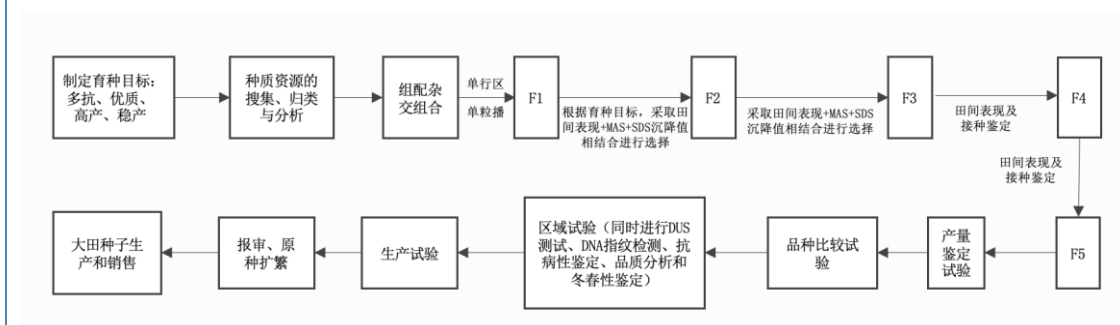 制定育种目标：
多抗、优质、
高产、稳产
种质资源的
搜集、归类
与分析
组配杂
交组合
单行区
单粒播
F1
根据育种目标，采取田
间表现+MAS+SDS沉降值
相结合进行选择
F2
采取田间表现+MAS+SDS
沉降值相结合进行选择
F3
田间表现及
接种鉴定
F4
田间表现及
接种鉴定
F5
产量
鉴定
试验
品种比较试
验
区域试验（同时进行DUS
测试、DNA指纹检测、抗
病性鉴定、品质分析和
冬春性鉴定）
生产试验
报审、原
种扩繁
大田种子生
产和销售